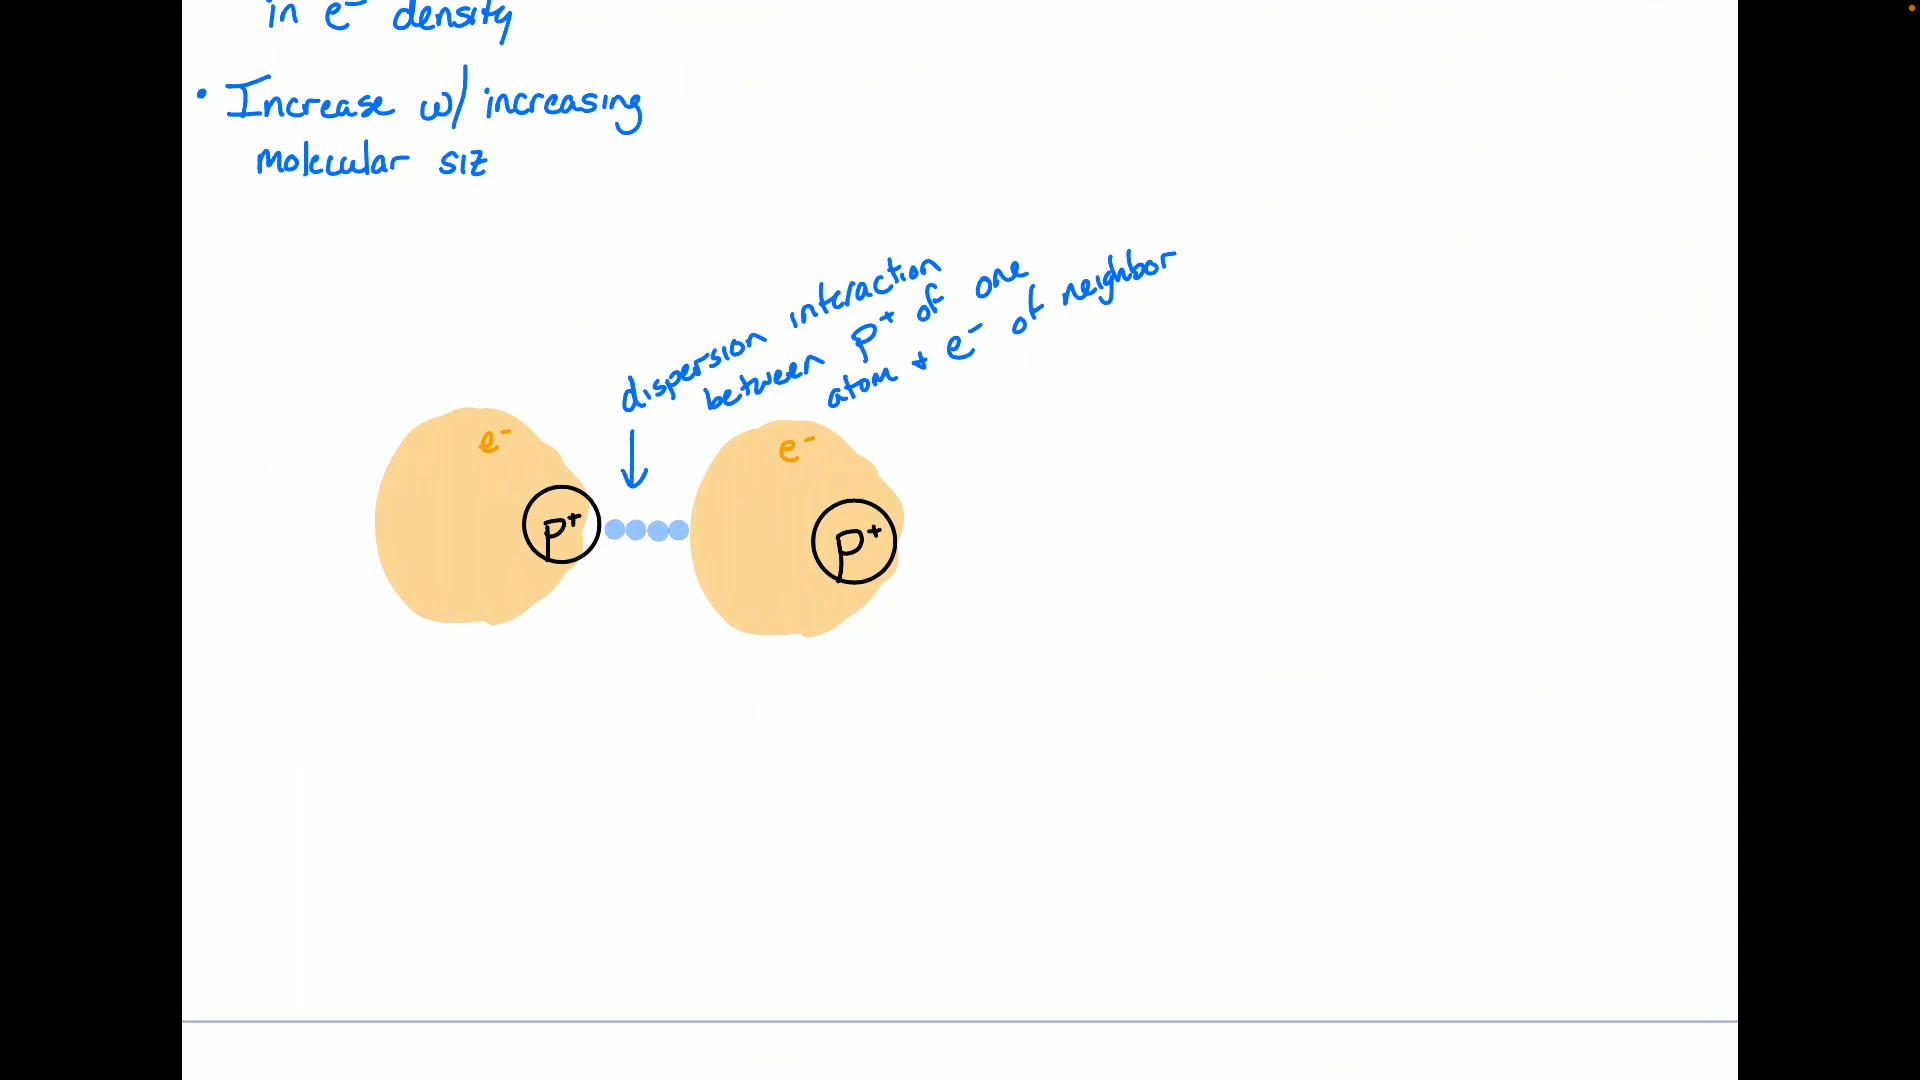 in e⁻ density
• Increase w/ increasing
molecular siz
dispersion interaction
between P⁺ of one
atom + e⁻ of neighbor
e⁻
e⁻
P⁺
P⁺